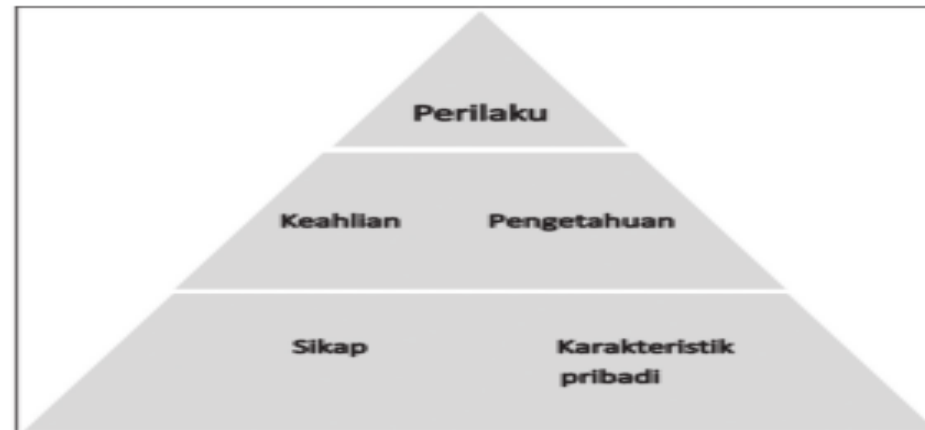 Perilaku
Keahlian Pengetahuan
Sikap Karakteristik
pribadi